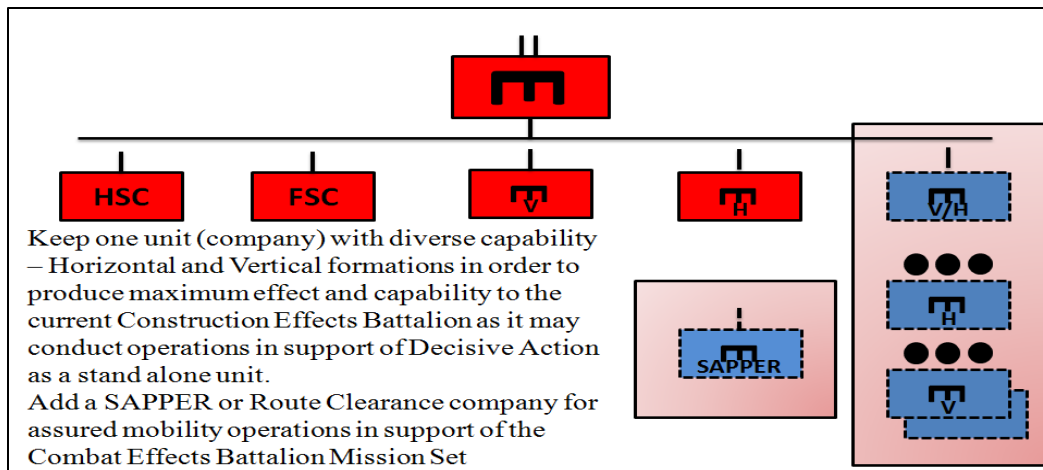 HSC
FSC
V
H
V/H
Keep one unit (company) with diverse capability
– Horizontal and Vertical formations in order to
produce maximum effect and capability to the
current Construction Effects Battalion as it may
conduct operations in support of Decisive Action
as a stand alone unit.
Add a SAPPER or Route Clearance company for
assured mobility operations in support of the
Combat Effects Battalion Mission Set
SAPPER
H
V